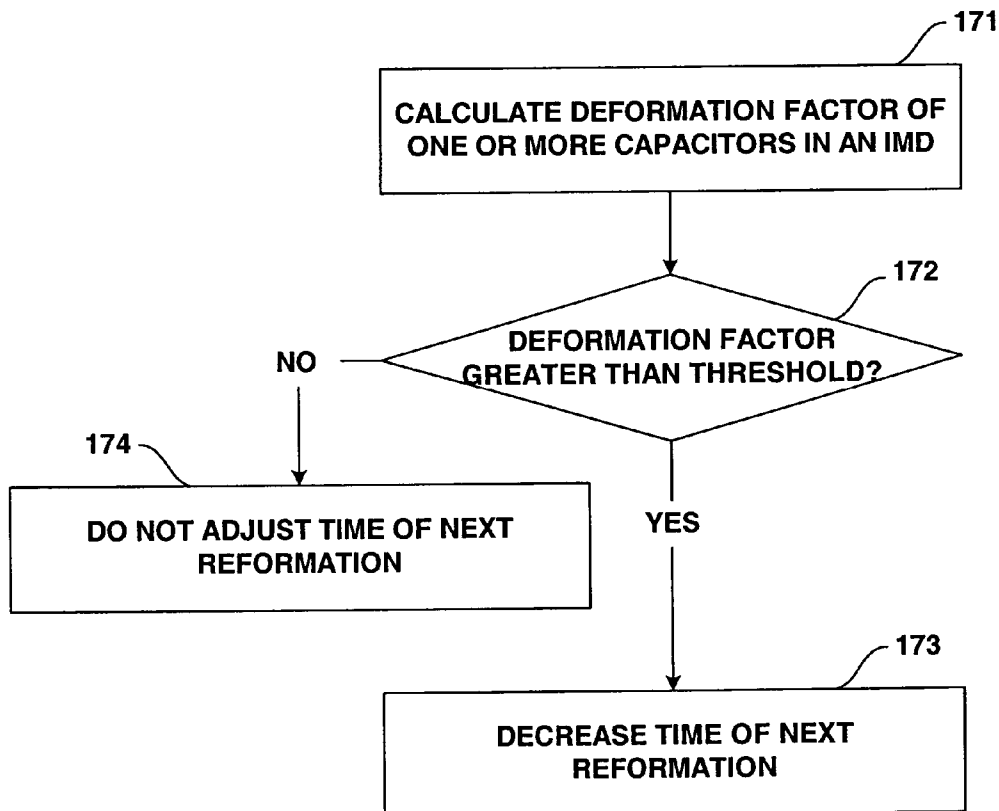 171
CALCULATE DEFORMATION FACTOR OF
ONE OR MORE CAPACITORS IN AN IMD
172
DEFORMATION FACTOR
GREATER THAN THRESHOLD?
NO
174
DO NOT ADJUST TIME OF NEXT
REFORMATION
YES
173
DECREASE TIME OF NEXT
REFORMATION